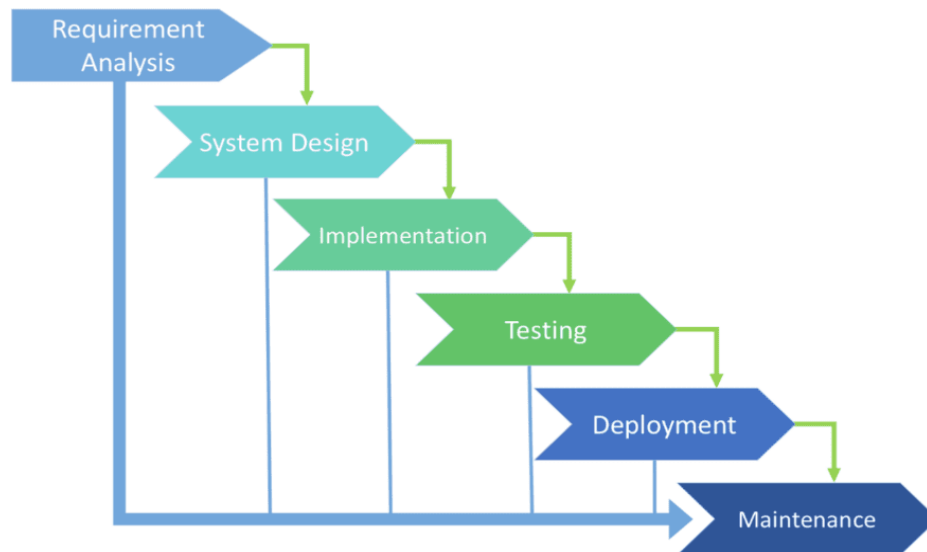 Requirement
Analysis
System Design
Implementation
Testing
Deployment
Maintenance